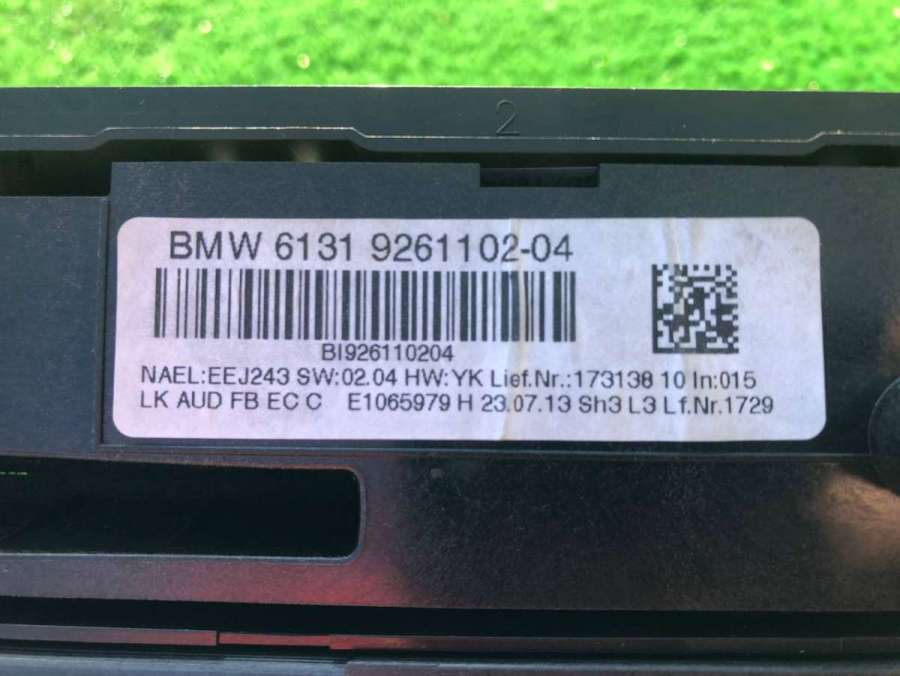 2
BMW 6131 9261102-04
BI926110204
NAEL:EEJ243 SW:02.04 HW:YK Lief.Nr.:173138 10 In:015
LK AUD FB EC C E1065979 H 23.07.13 Sh3 L3 Lf.Nr.1729